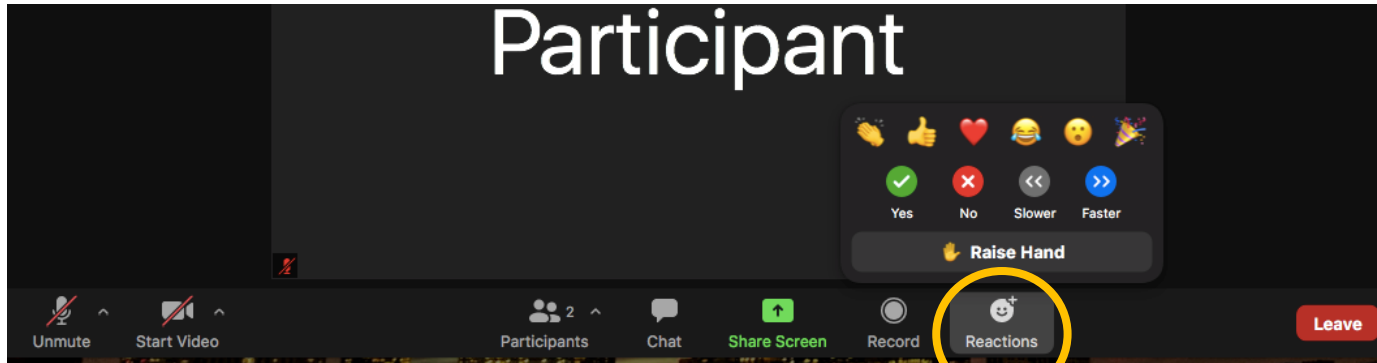 Participant
Yes No Slower Faster
Raise Hand
2
Unmute Start Video Participants Chat Share Screen Record Reactions
Leave